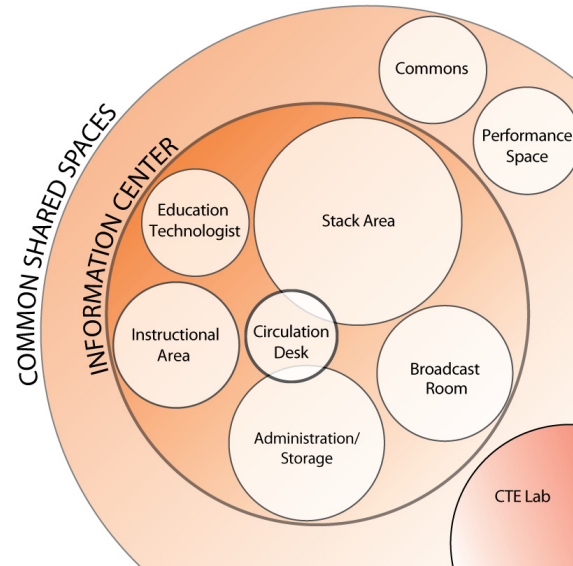 COMMON SHARED SPACES
INFORMATION CENTER
Commons
Performance
Space
Education
Technologist
Stack Area
Instructional
Area
Circulation
Desk
Broadcast
Room
Administration/
Storage
CTE Lab